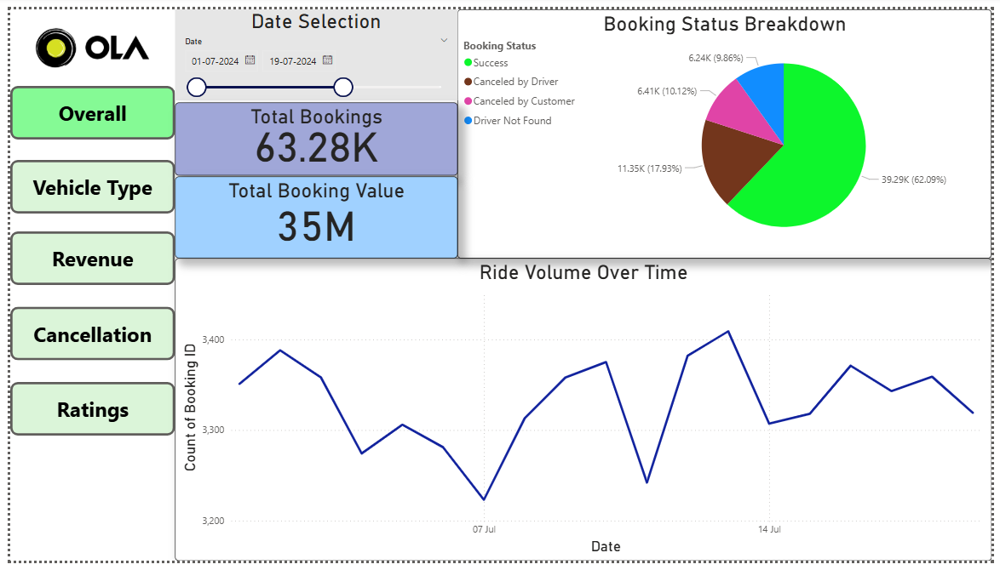 OLA
Overall
Vehicle Type
Revenue
Cancellation
Ratings
Date Selection
Date
01-07-2024 19-07-2024
Total Bookings
63.28K
Total Booking Value
35M
Booking Status Breakdown
Booking Status
Success
Canceled by Driver
Canceled by Customer
Driver Not Found
6.24K (9.86%)
6.41K (10.12%)
11.35K (17.93%)
39.29K (62.09%)
Ride Volume Over Time
Count of Booking ID
3,400
3,300
3,200
07 Jul 14 Jul
Date